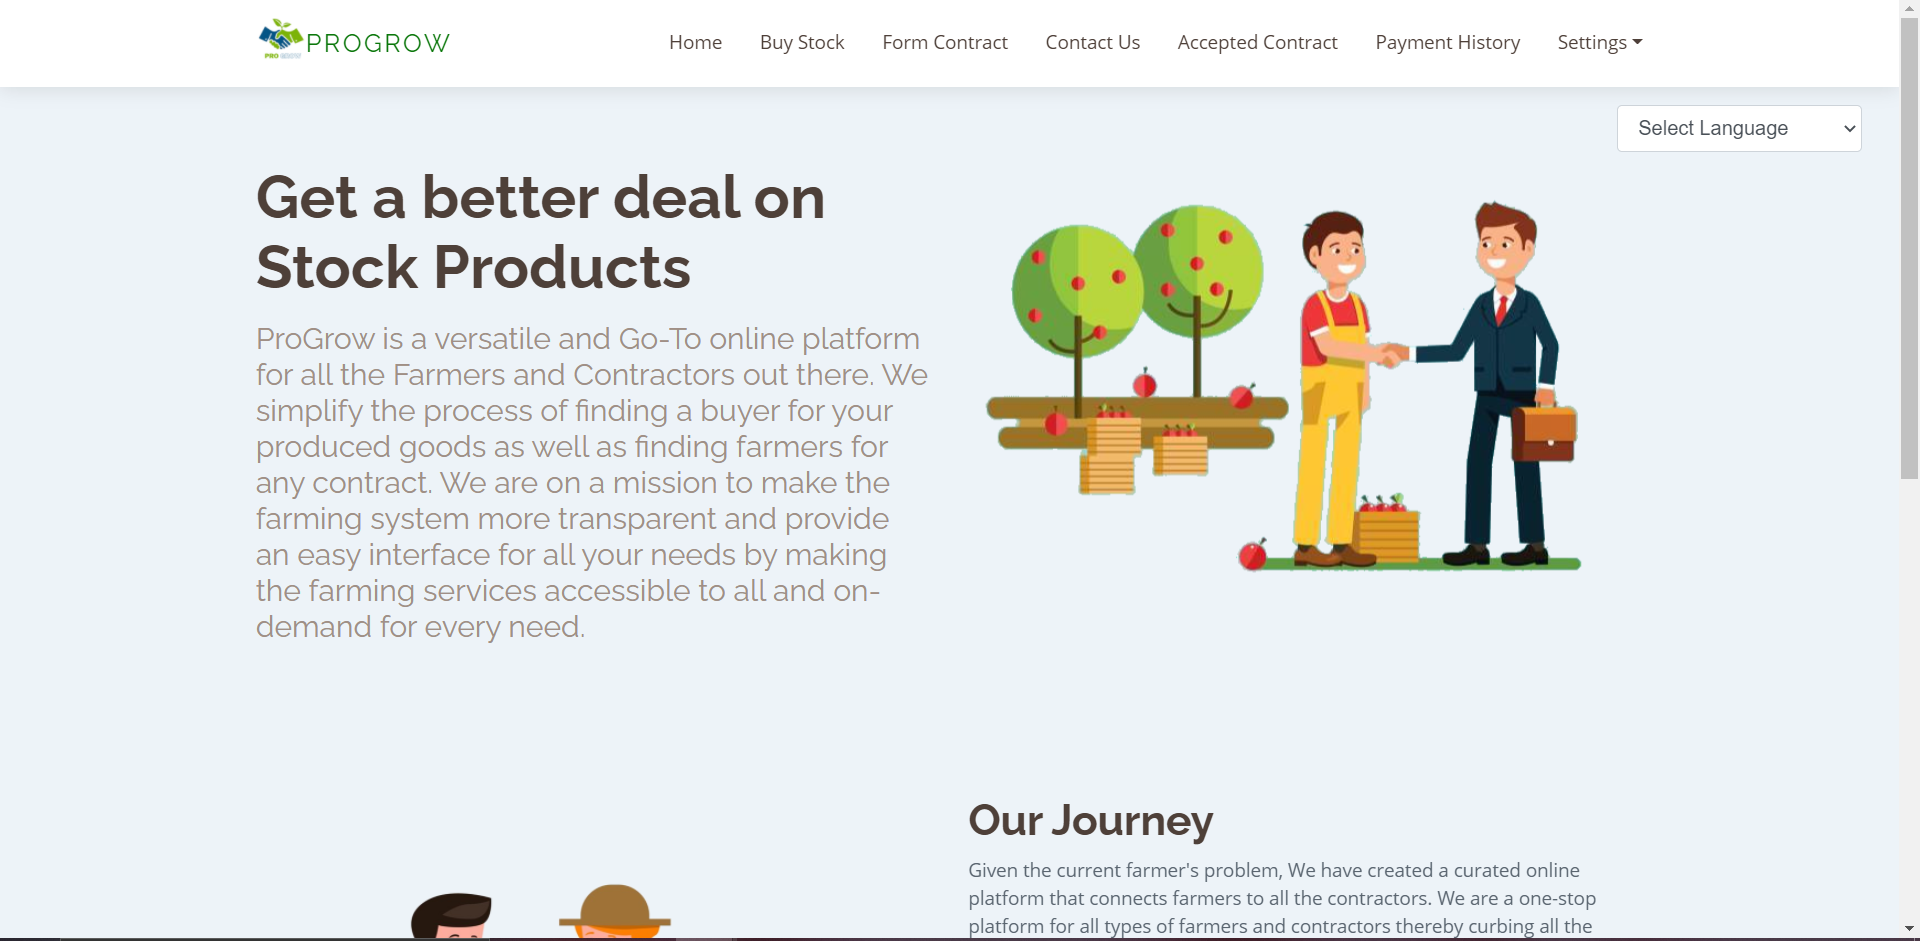 PRO GROW
PROGROW
Home
Buy Stock
Form Contract
Contact Us
Accepted Contract
Payment History
Settings
Select Language
Get a better deal on
Stock Products
ProGrow is a versatile and Go-To online platform
for all the Farmers and Contractors out there. We
simplify the process of finding a buyer for your
produced goods as well as finding farmers for
any contract. We are on a mission to make the
farming system more transparent and provide
an easy interface for all your needs by making
the farming services accessible to all and on-
demand for every need.
Our Journey
Given the current farmer's problem, We have created a curated online
platform that connects farmers to all the contractors. We are a one-stop
platform for all types of farmers and contractors thereby curbing all the